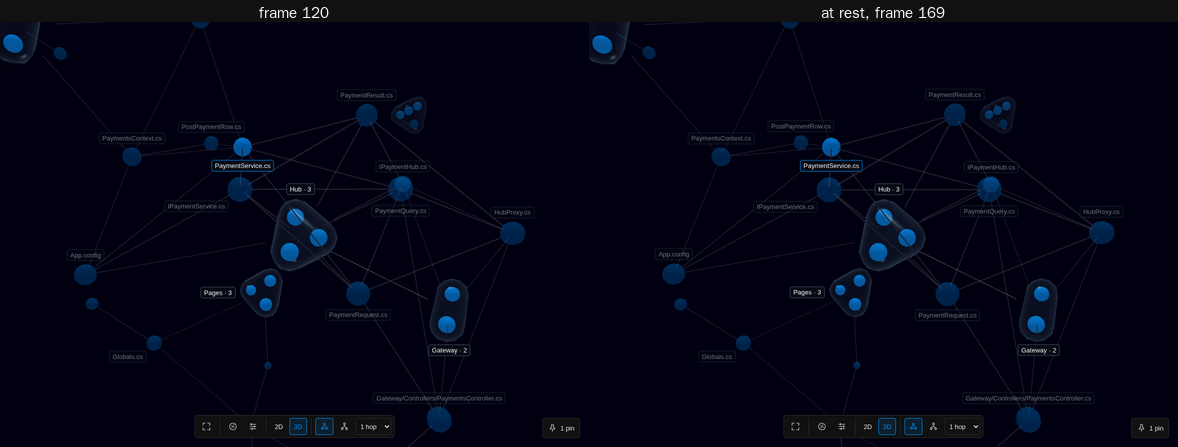 frame 120
PaymentResult.cs
PostPaymentRow.cs
PaymentsContext.cs
PaymentService.cs
IPaymentHub.cs
Hub · 3
IPaymentService.cs
PaymentQuery.cs
HubProxy.cs
App.config
Pages · 3
PaymentRequest.cs
Gateway · 2
Globals.cs
Gateway/Controllers/PaymentsController.cs
2D 3D 1 hop
1 pin
at rest, frame 169
PaymentResult.cs
PostPaymentRow.cs
PaymentsContext.cs
PaymentService.cs
IPaymentHub.cs
Hub · 3
IPaymentService.cs
PaymentQuery.cs
HubProxy.cs
App.config
Pages · 3
PaymentRequest.cs
Gateway · 2
Globals.cs
Gateway/Controllers/PaymentsController.cs
2D 3D 1 hop
1 pin